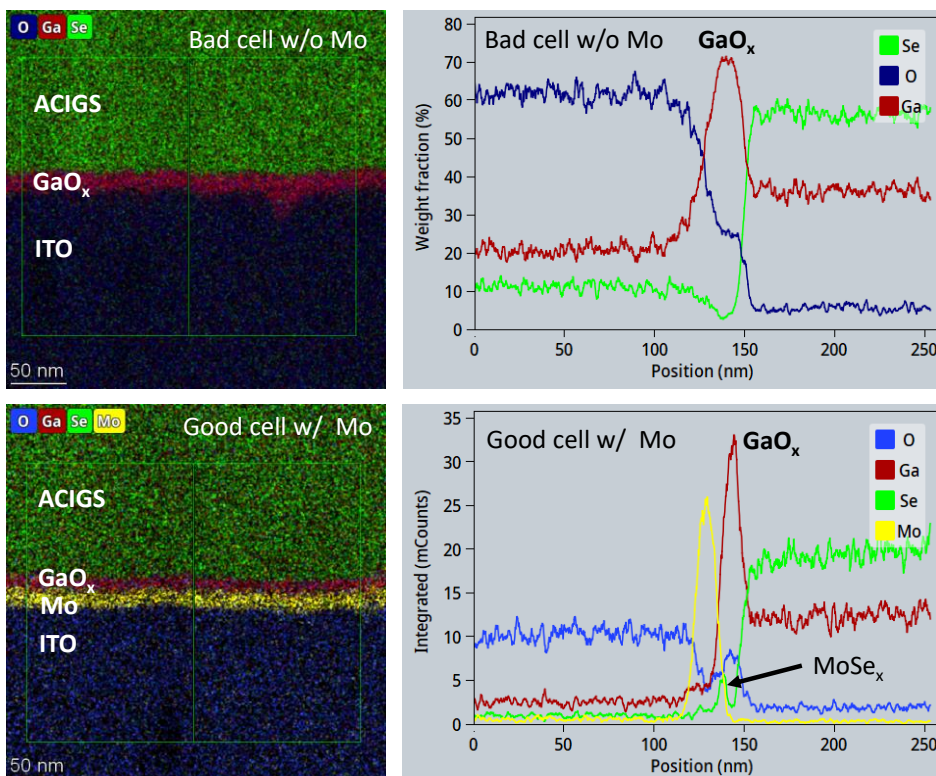 O Ga Se
Bad cell w/o Mo
ACIGS
GaOₓ
ITO
50 nm
Bad cell w/o Mo
GaOₓ
Se
O
Ga
Weight fraction (%)
80
70
60
50
40
30
20
10
0
0 50 100 150 200 250
Position (nm)
O Ga Se Mo
Good cell w/ Mo
ACIGS
GaOₓ
Mo
ITO
50 nm
Good cell w/ Mo
GaOₓ
O
Ga
Se
Mo
MoSeₓ
Integrated (mCounts)
35
30
25
20
15
10
5
0
0 50 100 150 200 250
Position (nm)